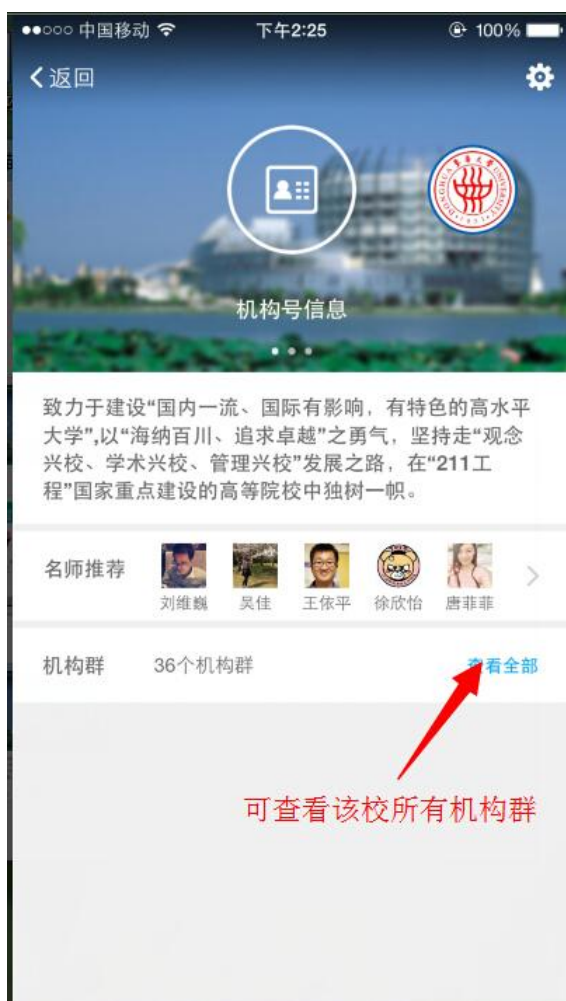 中国移动 下午2:25 100%
返回
東華大學
DONGHUA UNIVERSITY
1951
机构号信息
致力于建设“国内一流、国际有影响，有特色的高水平
大学”,以“海纳百川、追求卓越”之勇气，坚持走“观念
兴校、学术兴校、管理兴校”发展之路，在“211工
程”国家重点建设的高等院校中独树一帜。
名师推荐
刘维巍 吴佳 王依平 徐欣怡 唐菲菲
机构群 36个机构群 查看全部
可查看该校所有机构群